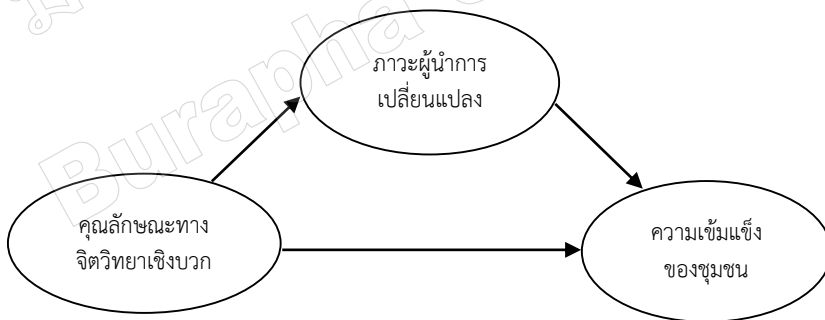 ภาวะผู้นำการ
เปลี่ยนแปลง
คุณลักษณะทาง
จิตวิทยาเชิงบวก
ความเข้มแข็ง
ของชุมชน
Burapha